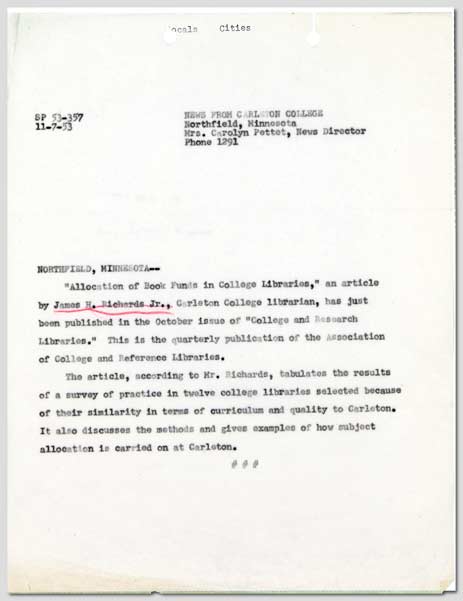 Locals Cities
SP 53-357
11-7-53
NEWS FROM CARLETON COLLEGE
Northfield, Minnesota
Mrs. Carolyn Pettet, News Director
Phone 1291
NORTHFIELD, MINNESOTA--
"Allocation of Book Funds in College Libraries," an article
by James H. Richards Jr., Carleton College librarian, has just
been published in the October issue of "College and Research
Libraries." This is the quarterly publication of the Association
of College and Reference Libraries.
The article, according to Mr. Richards, tabulates the results
of a survey of practice in twelve college libraries selected because
of their similarity in terms of curriculum and quality to Carleton.
It also discusses the methods and gives examples of how subject
allocation is carried on at Carleton.
# # #